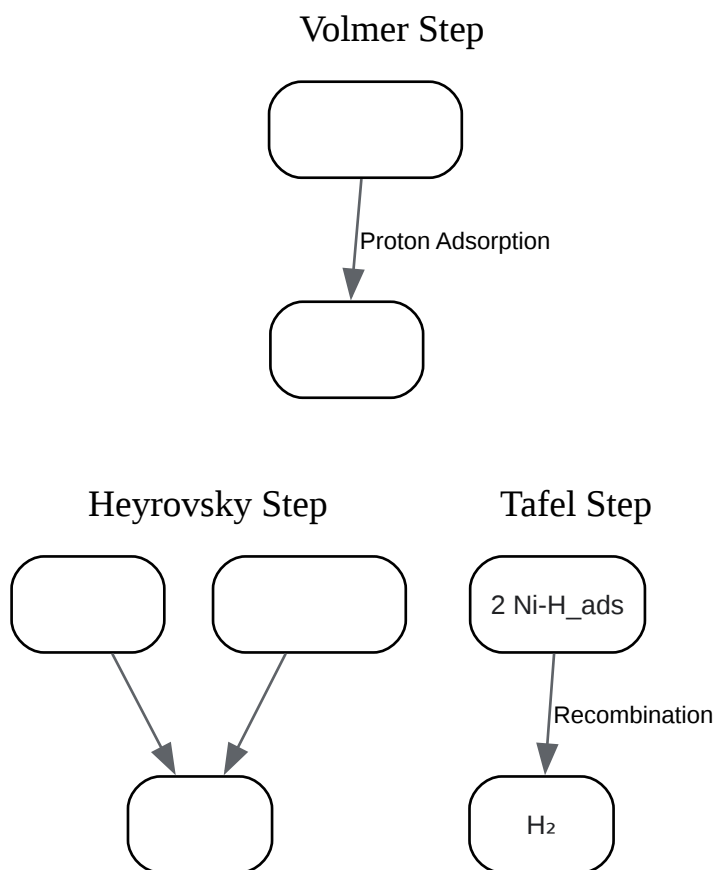 Volmer Step
Proton Adsorption
Heyrovsky Step
Tafel Step
2 Ni-H_ads
Recombination
H₂